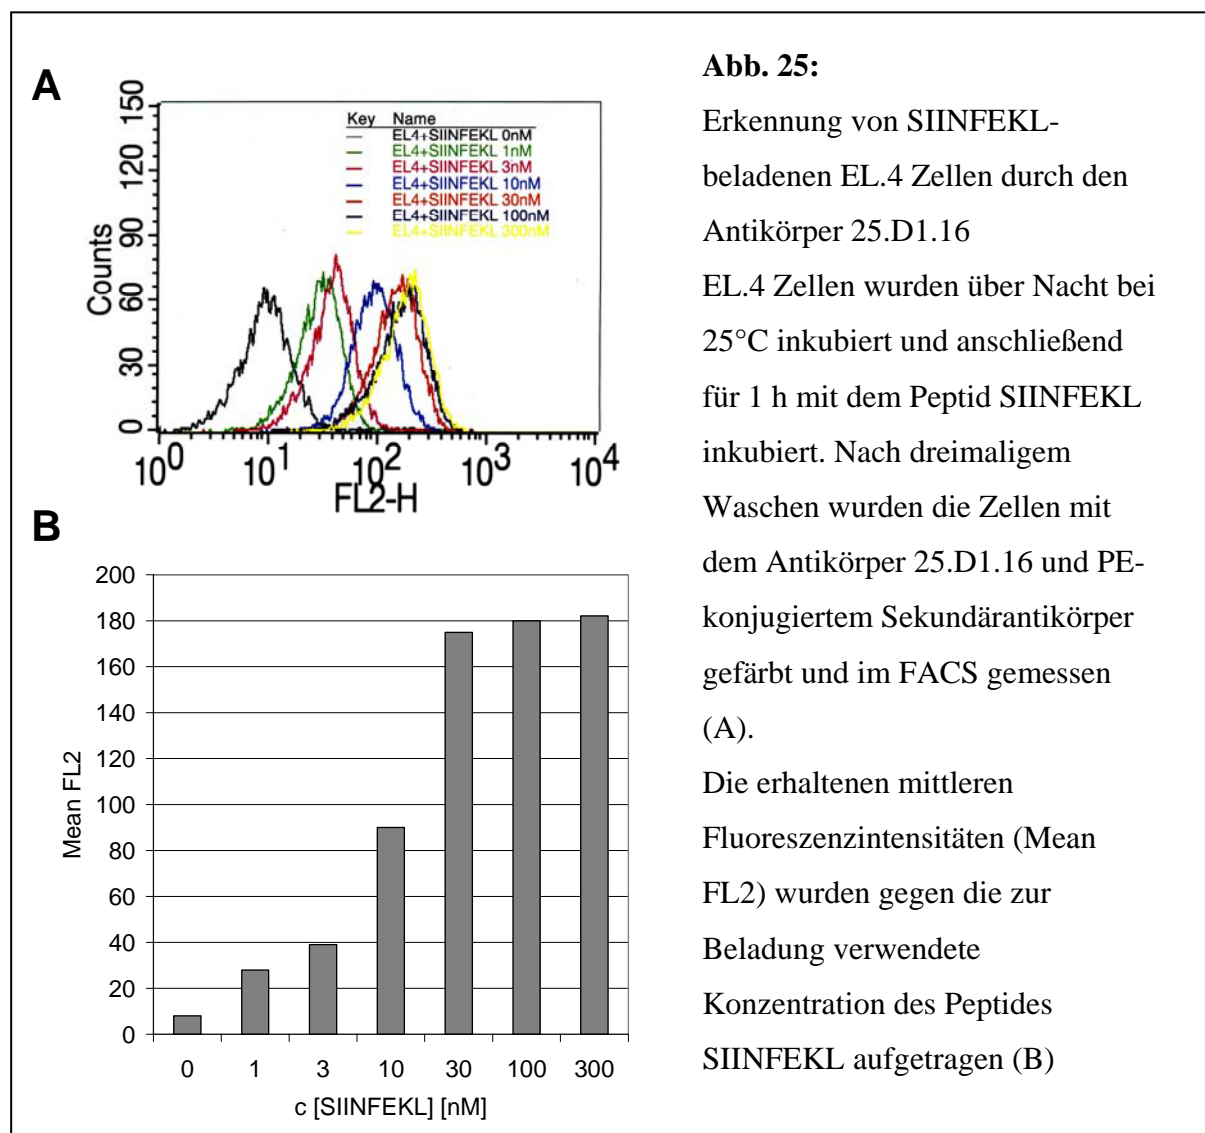 A
150
120
90
60
30
0
Counts
Key Name
EL4+SIINFEKL 0nM
EL4+SIINFEKL 1nM
EL4+SIINFEKL 3nM
EL4+SIINFEKL 10nM
EL4+SIINFEKL 30nM
EL4+SIINFEKL 100nM
EL4+SIINFEKL 300nM
10^0 10^1 10^2 10^3 10^4
FL2-H
B
200
180
160
140
120
100
80
60
40
20
0
Mean FL2
0 1 3 10 30 100 300
c [SIINFEKL] [nM]
Abb. 25:
Erkennung von SIINFEKL-
beladenen EL.4 Zellen durch den
Antikörper 25.D1.16
EL.4 Zellen wurden über Nacht bei
25°C inkubiert und anschließend
für 1 h mit dem Peptid SIINFEKL
inkubiert. Nach dreimaligem
Waschen wurden die Zellen mit
dem Antikörper 25.D1.16 und PE-
konjugiertem Sekundärantikörper
gefärbt und im FACS gemessen
(A).
Die erhaltenen mittleren
Fluoreszenzintensitäten (Mean
FL2) wurden gegen die zur
Beladung verwendete
Konzentration des Peptides
SIINFEKL aufgetragen (B)